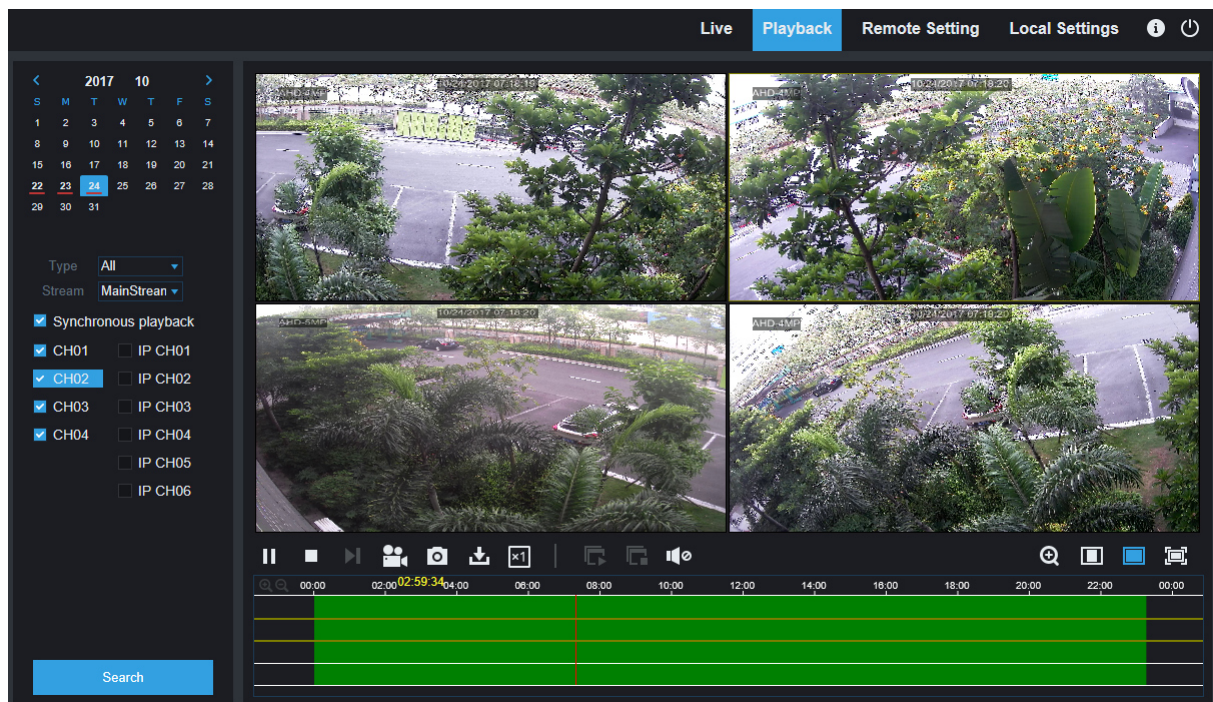 Live Playback Remote Setting Local Settings
2017 10
S M T W T F S
1 2 3 4 5 6 7
8 9 10 11 12 13 14
15 16 17 18 19 20 21
22 23 24 25 26 27 28
29 30 31
Type All
Stream MainStrean
Synchronous playback
CH01 IP CH01
CH02 IP CH02
CH03 IP CH03
CH04 IP CH04
IP CH05
IP CH06
Search
AHD-4MP 10/24/2017 07:18:19
AHD-4MP 10/24/2017 07:18:20
AHD-5MP 10/24/2017 07:18:20
AHD-4MP 10/24/2017 07:18:20
×1
00:00 02:00 02:59:34 04:00 06:00 08:00 10:00 12:00 14:00 16:00 18:00 20:00 22:00 00:00